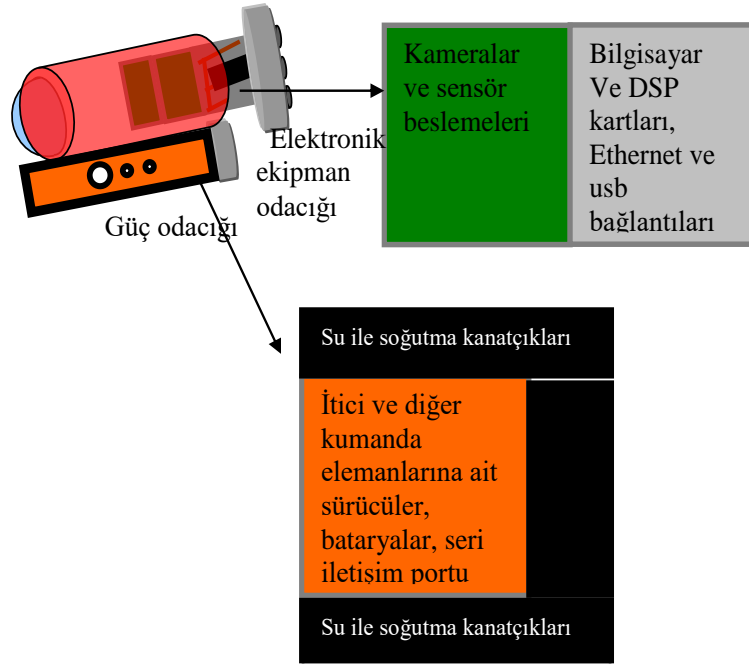 Kameralar
ve sensör
beslemeleri
Bilgisayar
Ve DSP
kartları,
Ethernet ve
usb
bağlantıları
Elektronik
ekipman
odacığı
Güç odacığı
Su ile soğutma kanatçıkları
İtici ve diğer
kumanda
elemanlarına ait
sürücüler,
bataryalar, seri
iletişim portu
Su ile soğutma kanatçıkları